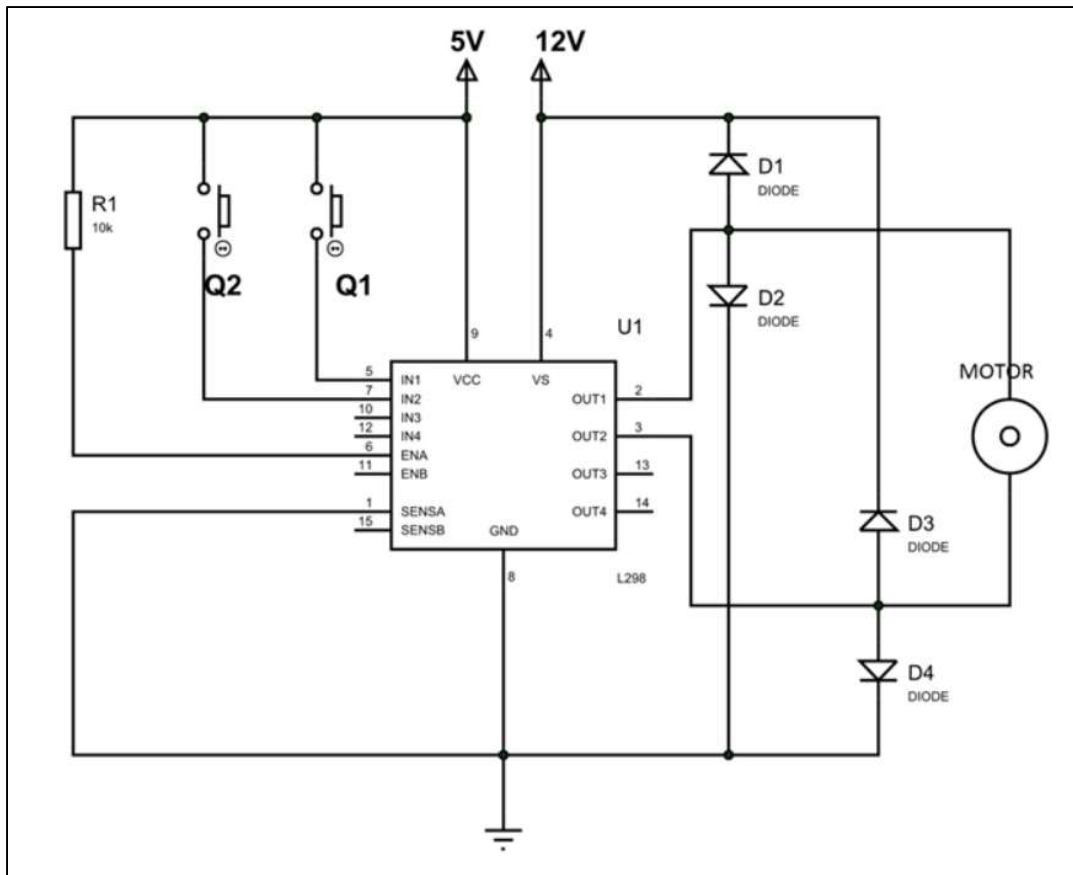 5V 12V
R1
10k
Q2 Q1
D1
DIODE
D2
DIODE
U1
9 4
MOTOR
5 IN1 VCC VS
7 IN2 OUT1 2
10 IN3
12 IN4 OUT2 3
6 ENA
11 ENB OUT3 13
1 SENSA OUT4 14
15 SENSB GND
8
L298
D3
DIODE
D4
DIODE